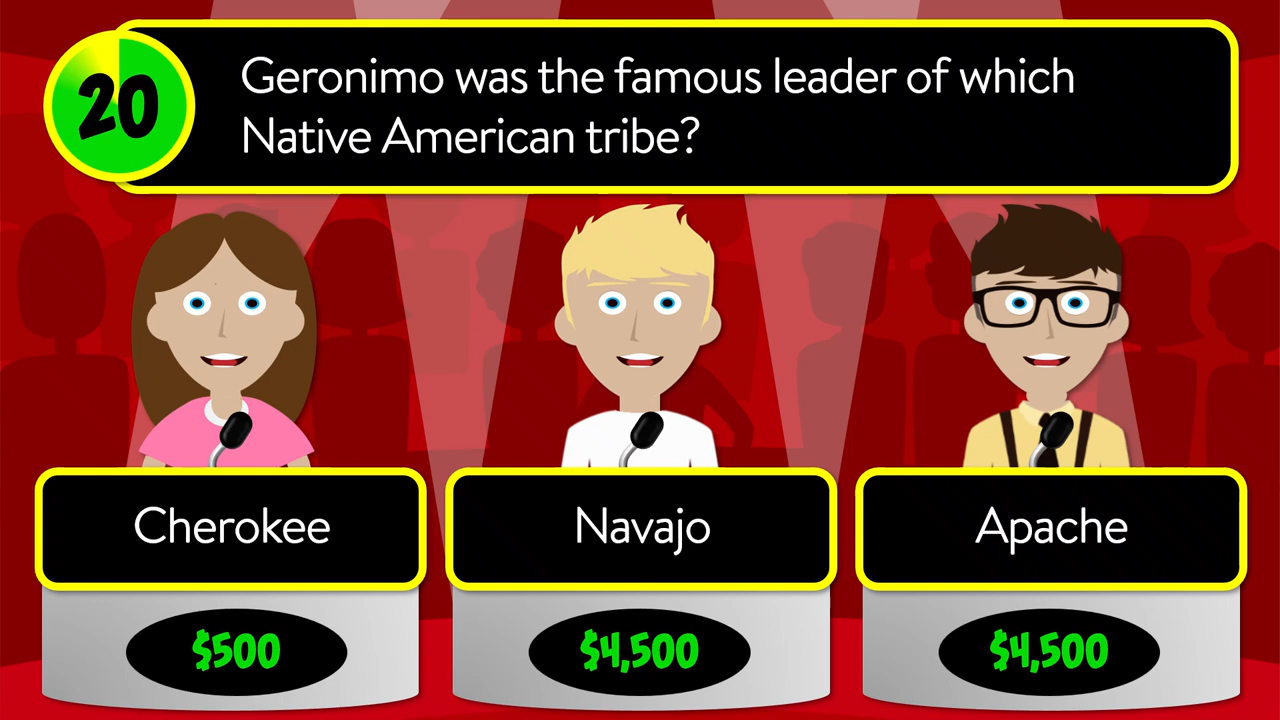 20
Geronimo was the famous leader of which
Native American tribe?
Cherokee
Navajo
Apache
$500
$4,500
$4,500